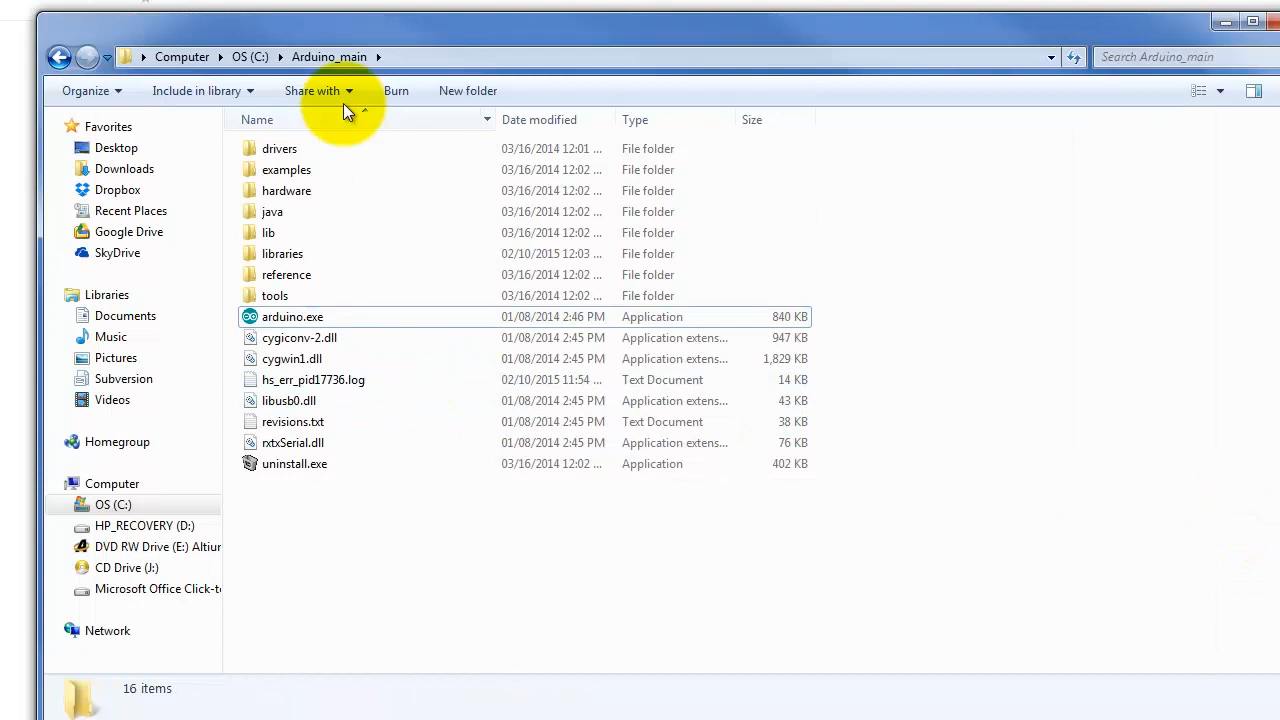 Computer OS (C:) Arduino_main Search Arduino_main
Organize Include in library Share with Burn New folder
Name Date modified Type Size
Favorites
Desktop
Downloads
Dropbox
Recent Places
Google Drive
SkyDrive
Libraries
Documents
Music
Pictures
Subversion
Videos
Homegroup
Computer
OS (C:)
HP_RECOVERY (D:)
DVD RW Drive (E:) Altiur
CD Drive (J:)
Microsoft Office Click-to
Network
drivers 03/16/2014 12:01 ... File folder
examples 03/16/2014 12:02 ... File folder
hardware 03/16/2014 12:02 ... File folder
java 03/16/2014 12:02 ... File folder
lib 03/16/2014 12:02 ... File folder
libraries 02/10/2015 12:03 ... File folder
reference 03/16/2014 12:02 ... File folder
tools 03/16/2014 12:02 ... File folder
arduino.exe 01/08/2014 2:46 PM Application 840 KB
cygiconv-2.dll 01/08/2014 2:45 PM Application extens... 947 KB
cygwin1.dll 01/08/2014 2:45 PM Application extens... 1,829 KB
hs_err_pid17736.log 02/10/2015 11:54 ... Text Document 14 KB
libusb0.dll 01/08/2014 2:45 PM Application extens... 43 KB
revisions.txt 01/08/2014 2:45 PM Text Document 38 KB
rxtxSerial.dll 01/08/2014 2:45 PM Application extens... 76 KB
uninstall.exe 03/16/2014 12:02 ... Application 402 KB
16 items